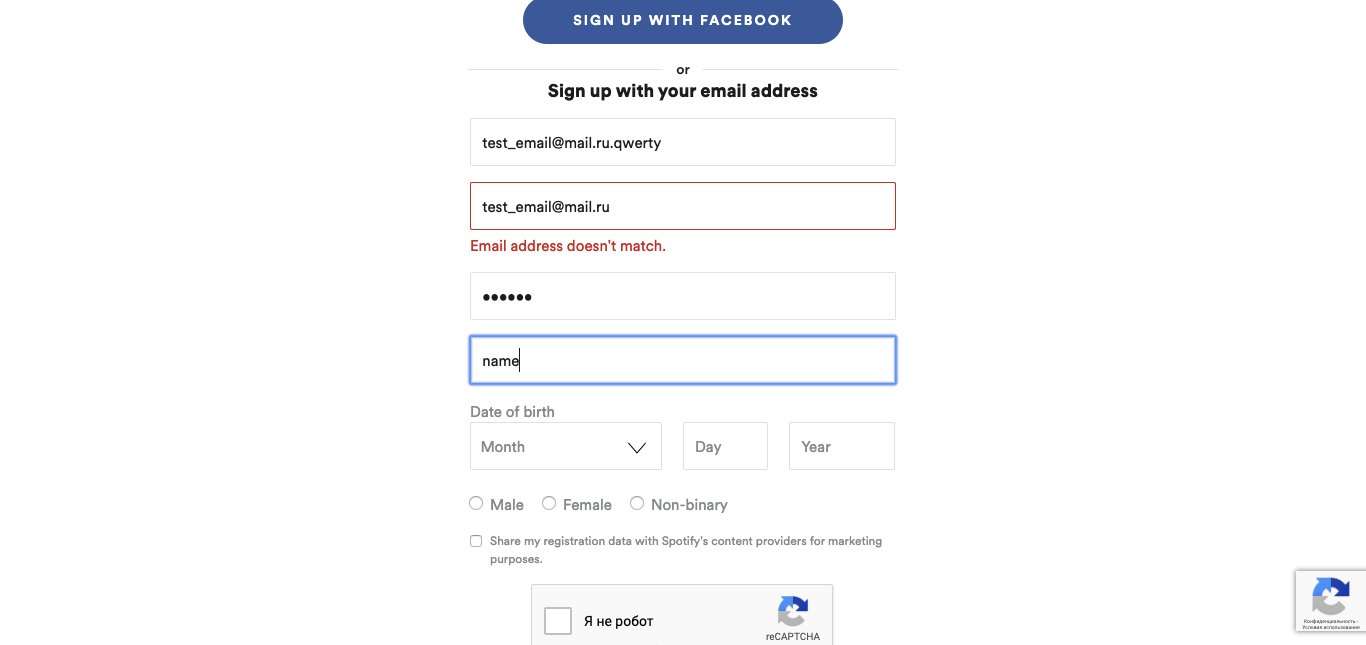 SIGN UP WITH FACEBOOK
or
Sign up with your email address
test_email@mail.ru.qwerty
test_email@mail.ru
Email address doesn't match.
••••••
name
Date of birth
Month Day Year
Male Female Non-binary
Share my registration data with Spotify's content providers for marketing
purposes.
Я не робот
reCAPTCHA
Конфиденциальность -
Условия использования